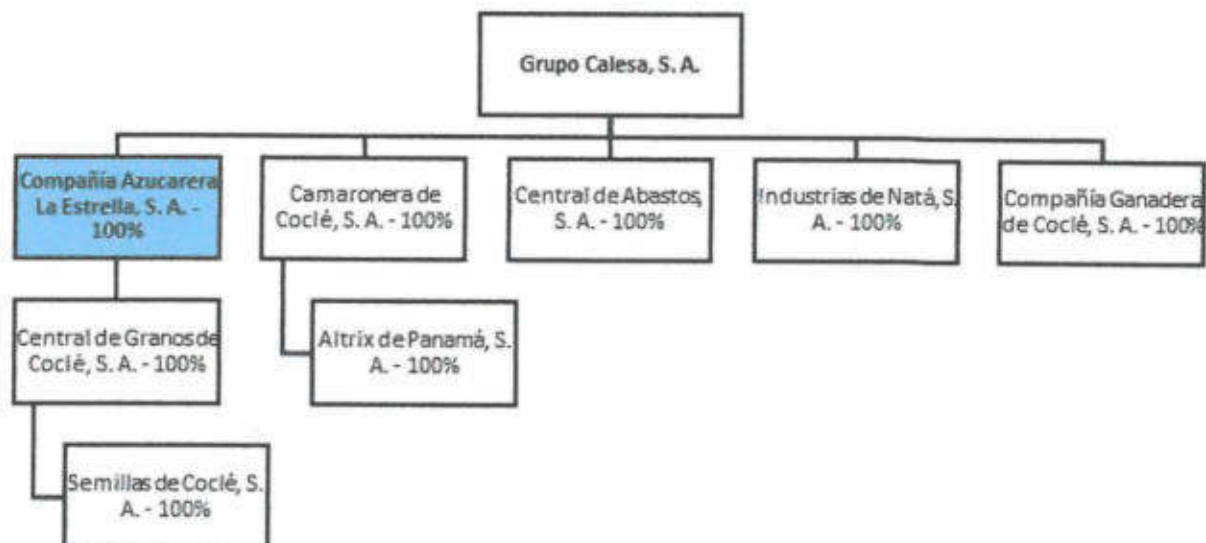 Grupo Calesa, S. A.
Compañía Azucarera
La Estrella, S. A. -
100%
Camaronera de
Coclé, S. A. - 100%
Central de Abastos,
S. A. - 100%
Industrias de Natá, S.
A. - 100%
Compañía Ganadera
de Coclé, S. A. - 100%
Central de Granos de
Coclé, S. A. - 100%
Altrix de Panamá, S.
A. - 100%
Semillas de Coclé, S.
A. - 100%